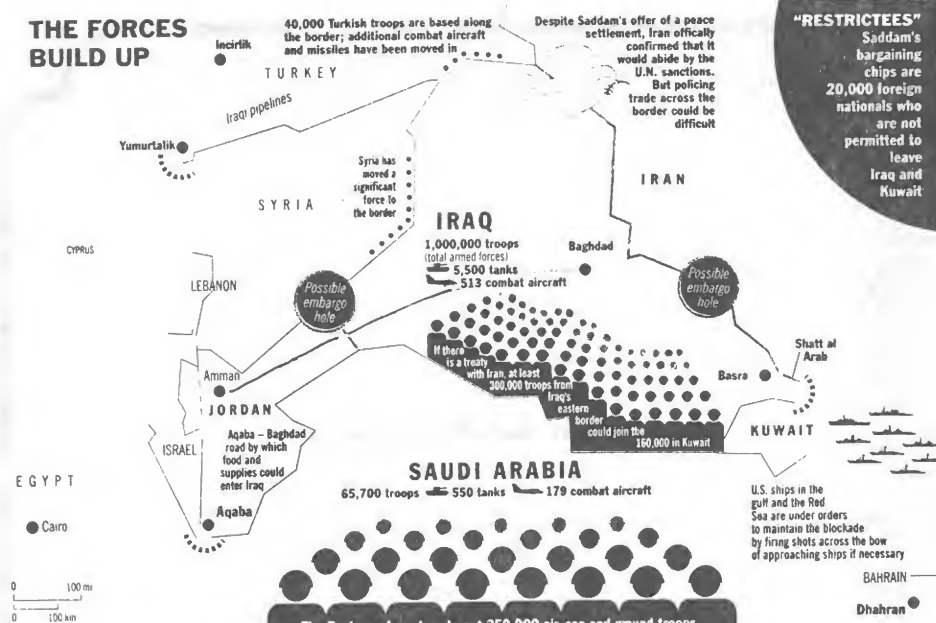 THE FORCES
BUILD UP
40,000 Turkish troops are based along
the border; additional combat aircraft
and missiles have been moved in
Despite Saddam's offer of a peace
settlement, Iran offically
confirmed that it
would abide by the
U.N. sanctions.
But policing
trade across the
border could be
difficult
"RESTRICTEES"
Saddam's
bargaining
chips are
20,000 foreign
nationals who
are not
permitted to
leave
Iraq and
Kuwait
Incirlik
TURKEY
Iraqi pipelines
Yumurtalik
Syria has
moved a
significant
force to
the border
SYRIA
IRAN
IRAQ
1,000,000 troops
(total armed forces)
5,500 tanks
513 combat aircraft
Baghdad
CYPRUS
LEBANON
Possible
embargo
hole
Possible
embargo
hole
If there
is a treaty
with Iran, at least
300,000 troops from
Iraq's
eastern
border
could join the
160,000 in Kuwait
Shatt al
Arab
Basra
KUWAIT
Amman
JORDAN
ISRAEL
Aqaba – Baghdad
road by which
food and
supplies could
enter Iraq
Aqaba
EGYPT
Cairo
SAUDI ARABIA
65,700 troops 550 tanks 179 combat aircraft
U.S. ships in the
gulf and the Red
Sea are under orders
to maintain the blockade
by firing shots across the bow
of approaching ships if necessary
BAHRAIN
Dhahran
0 100 mi
0 100 km
250,000 air, sea and ground troops